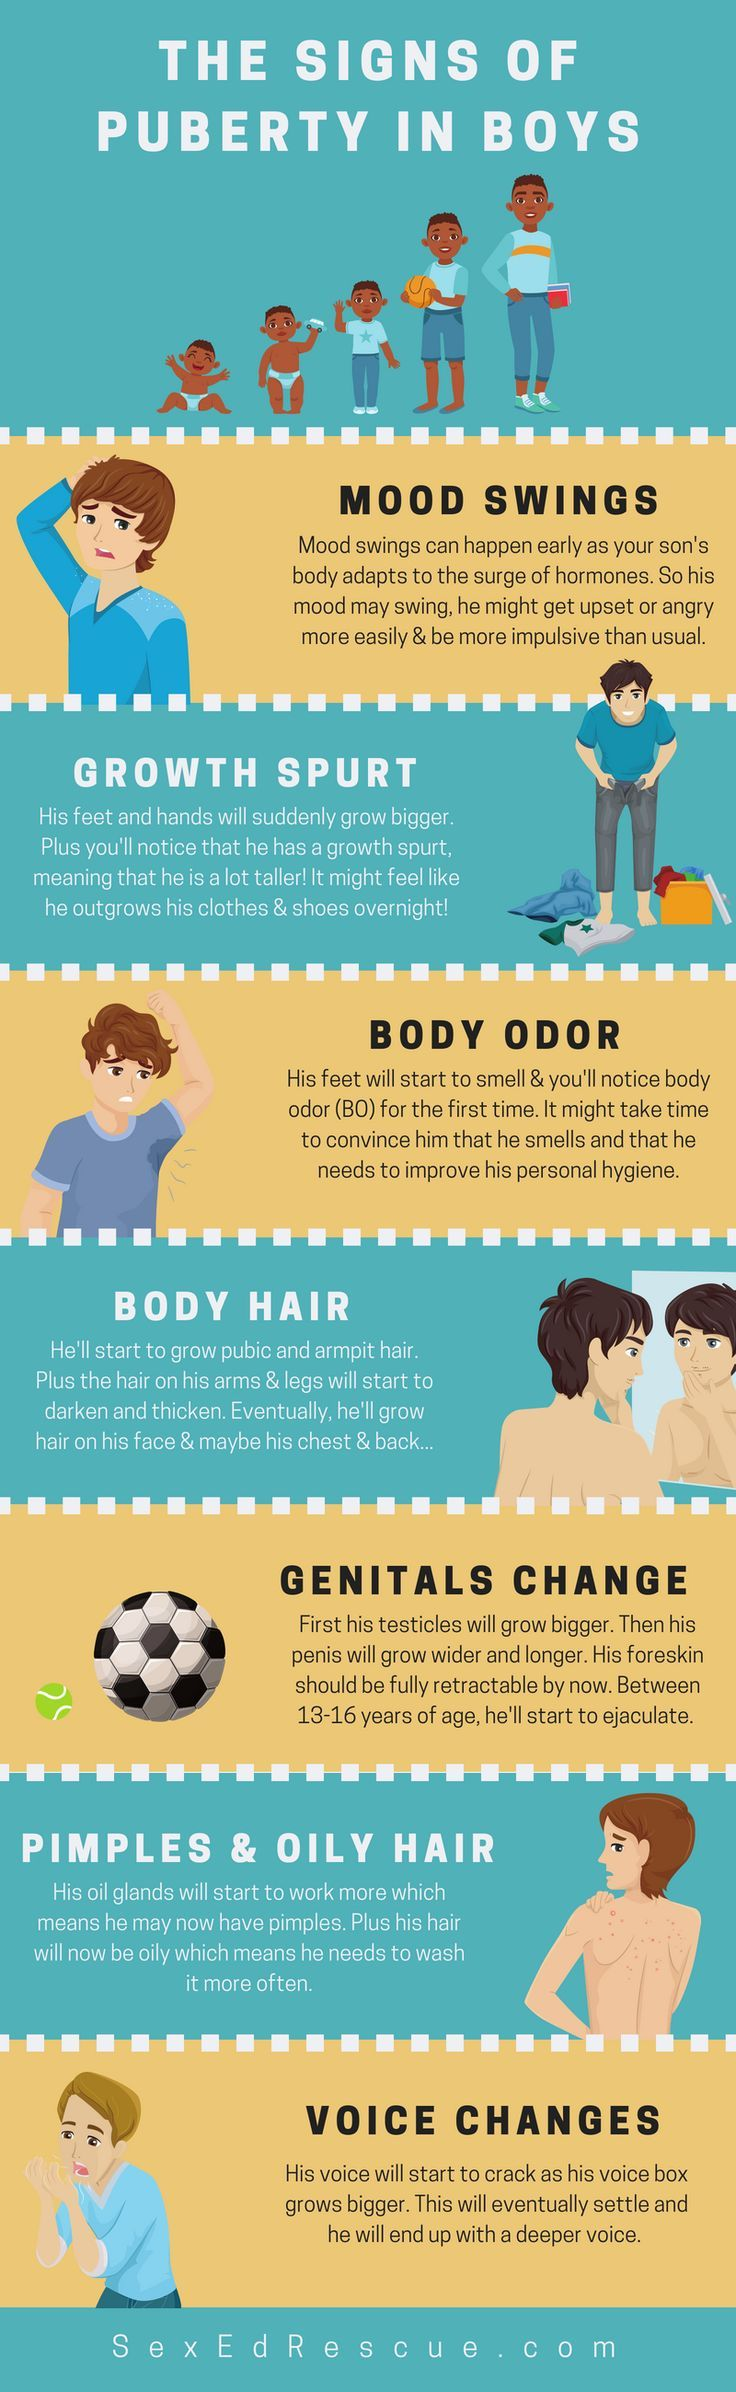 THE SIGNS OF
PUBERTY IN BOYS
MOOD SWINGS
Mood swings can happen early as your son's
body adapts to the surge of hormones. So his
mood may swing, he might get upset or angry
more easily & be more impulsive than usual.
GROWTH SPURT
His feet and hands will suddenly grow bigger.
Plus you'll notice that he has a growth spurt,
meaning that he is a lot taller! It might feel like
he outgrows his clothes & shoes overnight!
BODY ODOR
His feet will start to smell & you'll notice body
odor (BO) for the first time. It might take time
to convince him that he smells and that he
needs to improve his personal hygiene.
BODY HAIR
He'll start to grow pubic and armpit hair.
Plus the hair on his arms & legs will start to
darken and thicken. Eventually, he'll grow
hair on his face & maybe his chest & back...
GENITALS CHANGE
First his testicles will grow bigger. Then his
penis will grow wider and longer. His foreskin
should be fully retractable by now. Between
13-16 years of age, he'll start to ejaculate.
PIMPLES & OILY HAIR
His oil glands will start to work more which
means he may now have pimples. Plus his hair
will now be oily which means he needs to wash
it more often.
VOICE CHANGES
His voice will start to crack as his voice box
grows bigger. This will eventually settle and
he will end up with a deeper voice.
SexEdRescue.com